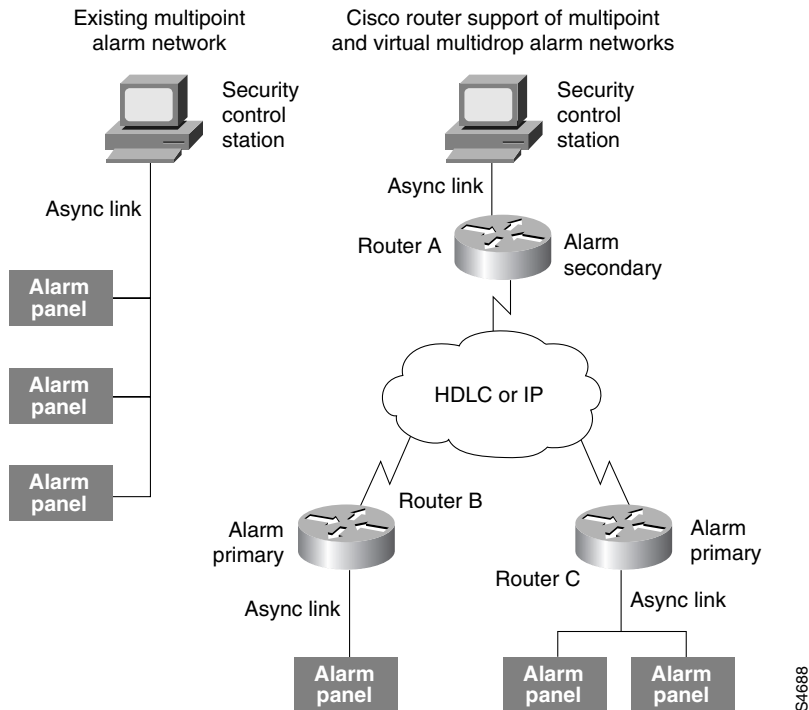 Existing multipoint
alarm network
Security
control
station
Async link
Alarm
panel
Alarm
panel
Alarm
panel
Cisco router support of multipoint
and virtual multidrop alarm networks
Security
control
station
Async link
Router A
Alarm
secondary
HDLC or IP
Router B
Alarm
primary
Async link
Alarm
panel
Alarm
primary
Router C
Async link
Alarm
panel
Alarm
panel
S4688